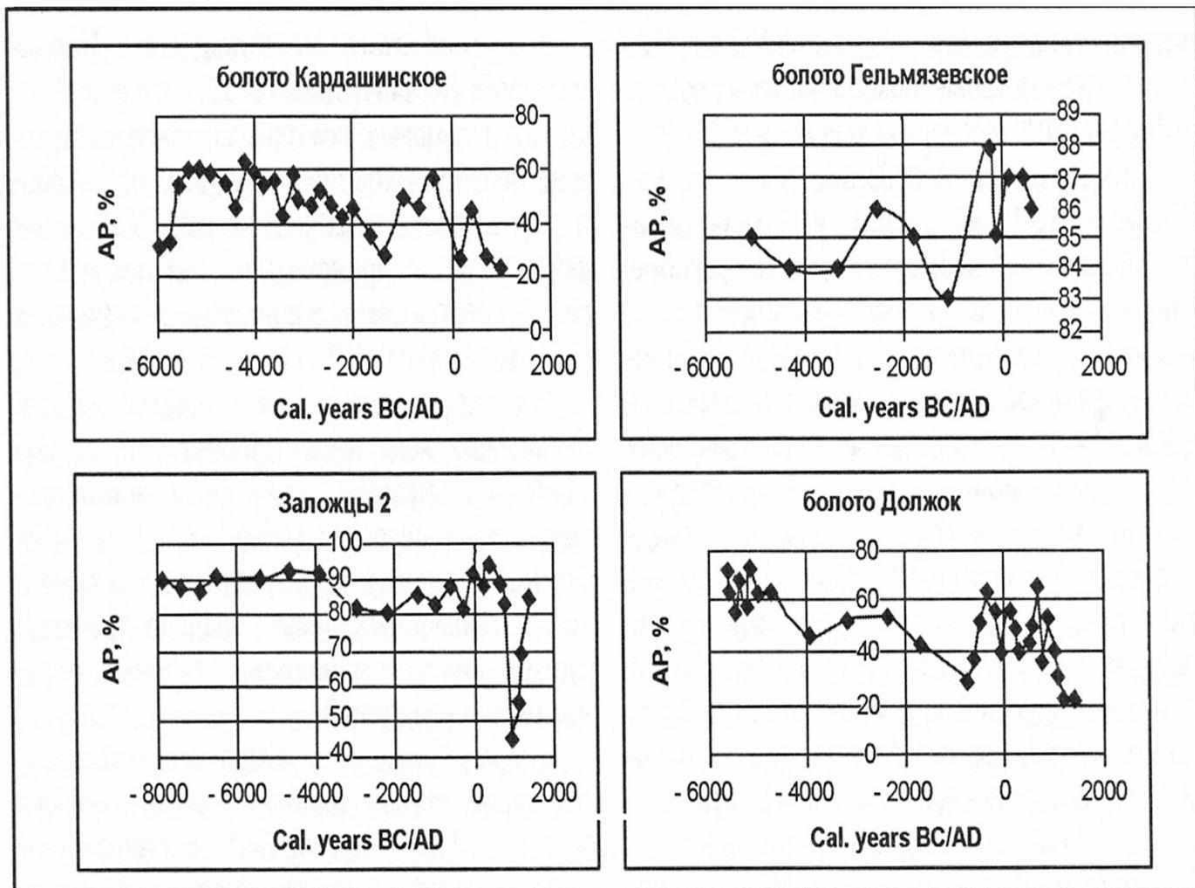 болото Кардашинское
80
60
40
20
0
AP, %
-6000 -4000 -2000 0 2000
Cal. years BC/AD
болото Гельмязевское
89
88
87
86
85
84
83
82
AP, %
-6000 -4000 -2000 0 2000
Cal. years BC/AD
Заложцы 2
100
90
80
70
60
50
40
AP, %
-8000 -6000 -4000 -2000 0 2000
Cal. years BC/AD
болото Должок
80
60
40
20
0
AP, %
-6000 -4000 -2000 0 2000
Cal. years BC/AD